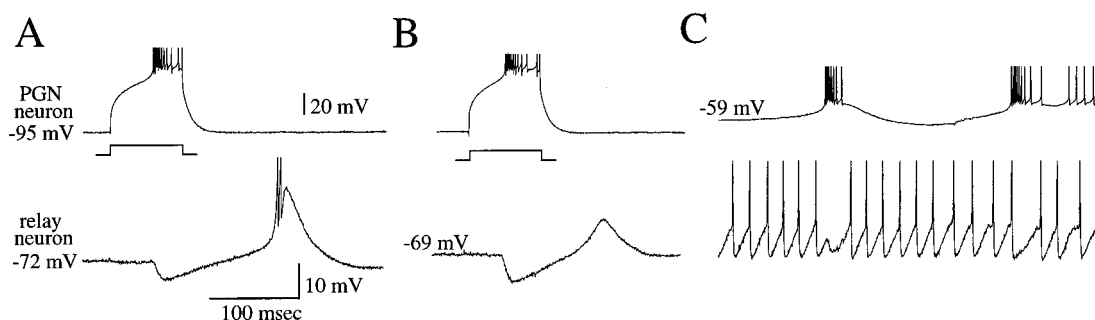 A
B
C
PGN
neuron
-95 mV
20 mV
-59 mV
relay
neuron
-72 mV
-69 mV
10 mV
100 msec